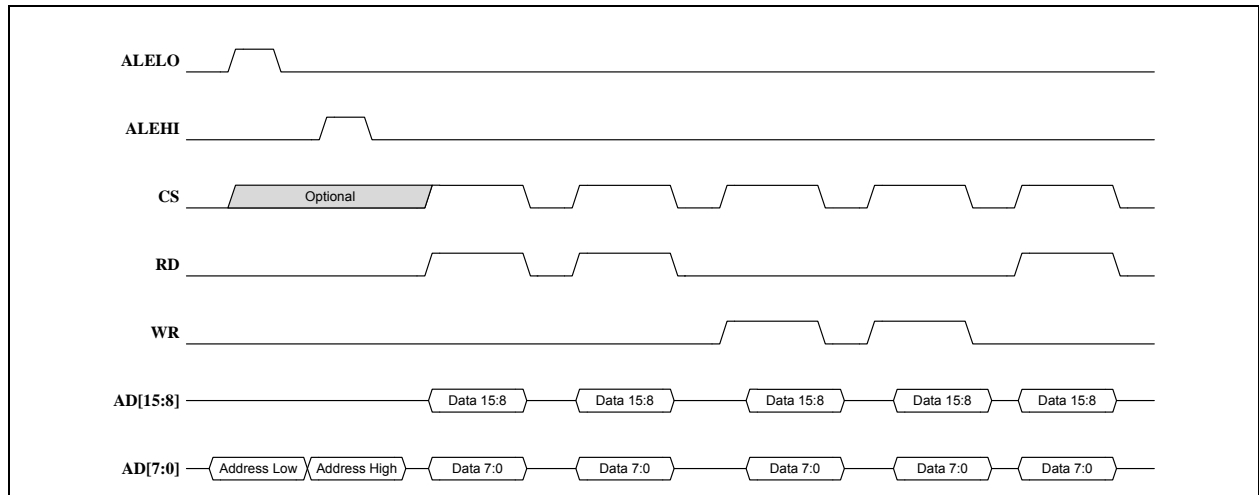 ALELO
ALEHI
CS Optional
RD
WR
AD[15:8] Data 15:8 Data 15:8 Data 15:8 Data 15:8 Data 15:8
AD[7:0] Address Low Address High Data 7:0 Data 7:0 Data 7:0 Data 7:0 Data 7:0